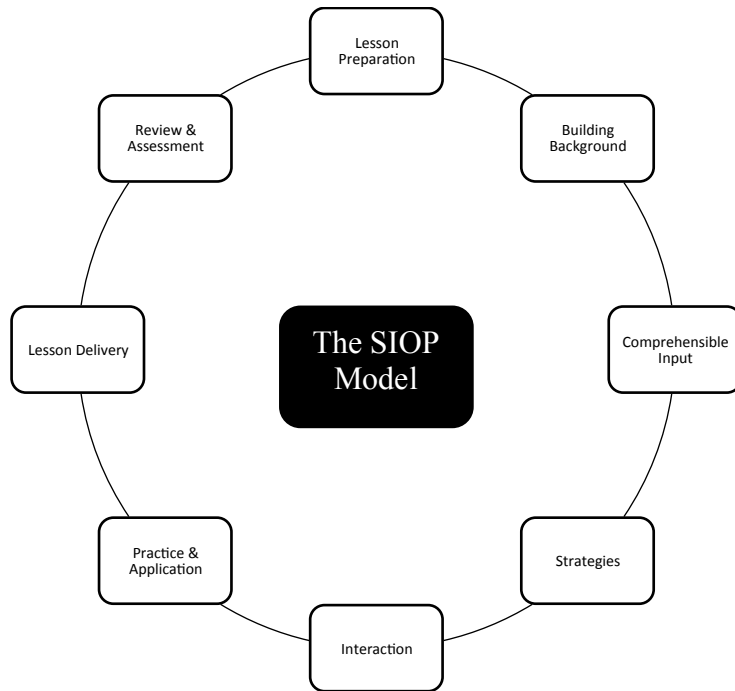 Lesson
Preparation
Building
Background
Comprehensible
Input
Strategies
Interaction
Practice &
Application
Lesson Delivery
Review &
Assessment
The SIOP
Model